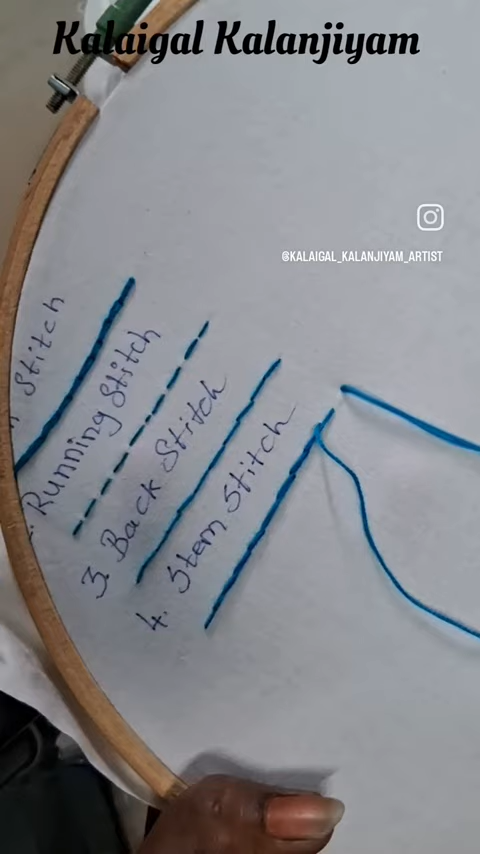 Kalaigal Kalanjiyam
@KALAIGAL_KALANJIYAM_ARTIST
Stitch
Running Stitch
3. Back Stitch
4. Stem Stitch